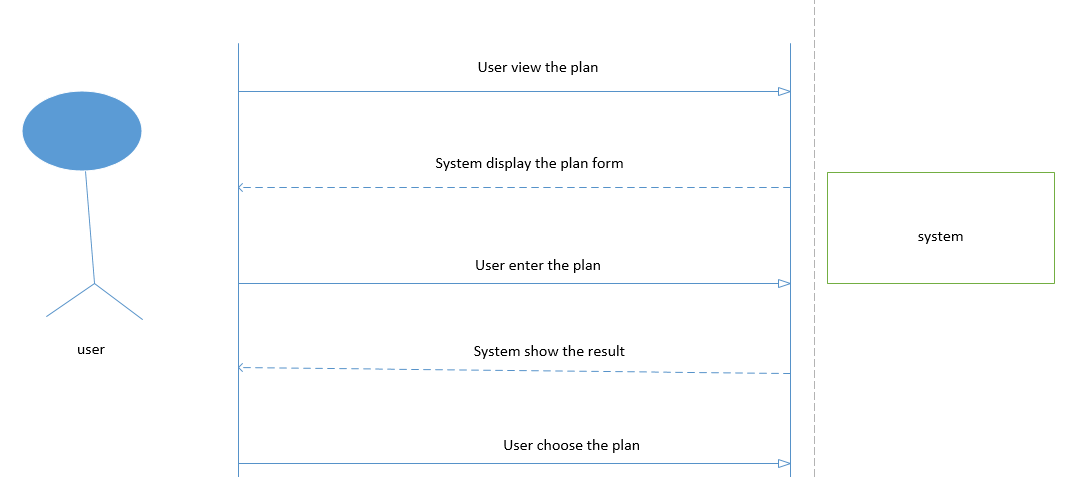 User view the plan
System display the plan form
system
User enter the plan
user
System show the result
User choose the plan